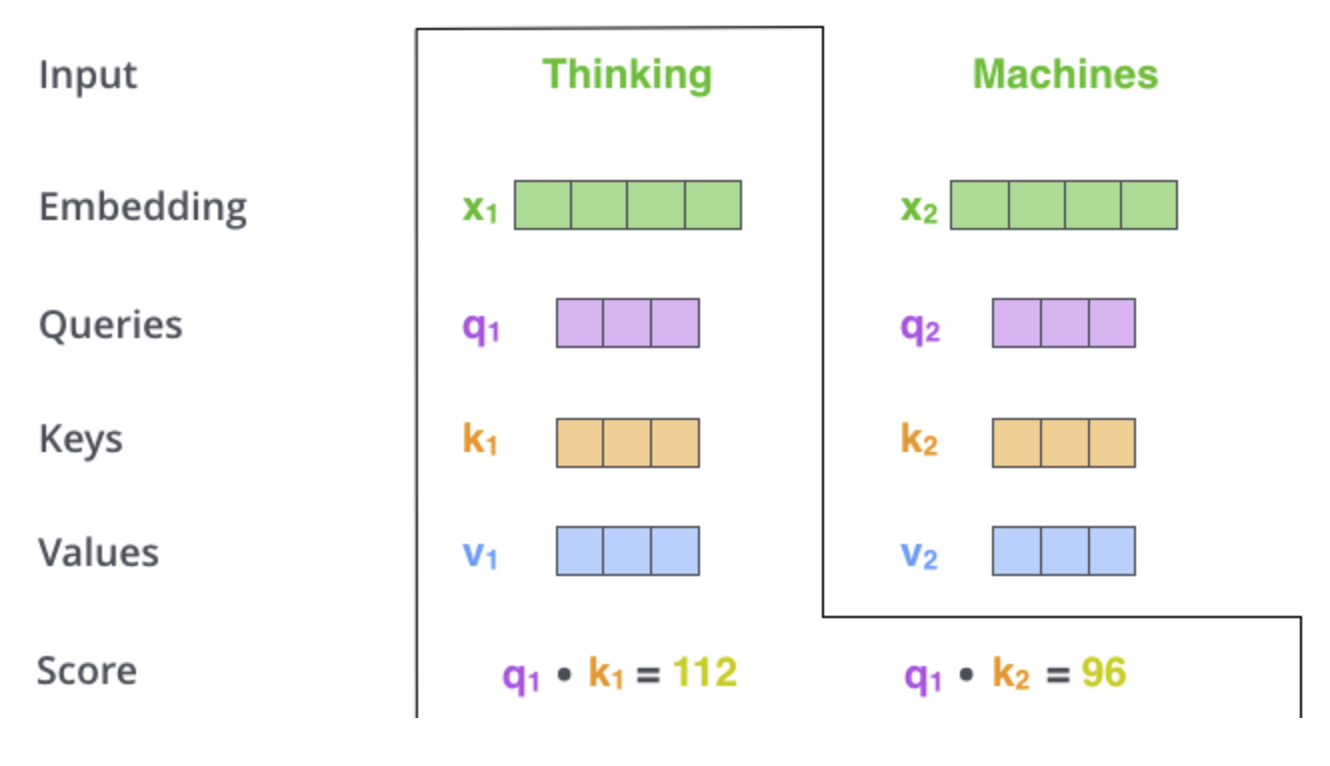 Input Thinking Machines
Embedding x₁ x₂
Queries q₁ q₂
Keys k₁ k₂
Values v₁ v₂
Score q₁ • k₁ = 112 q₁ • k₂ = 96